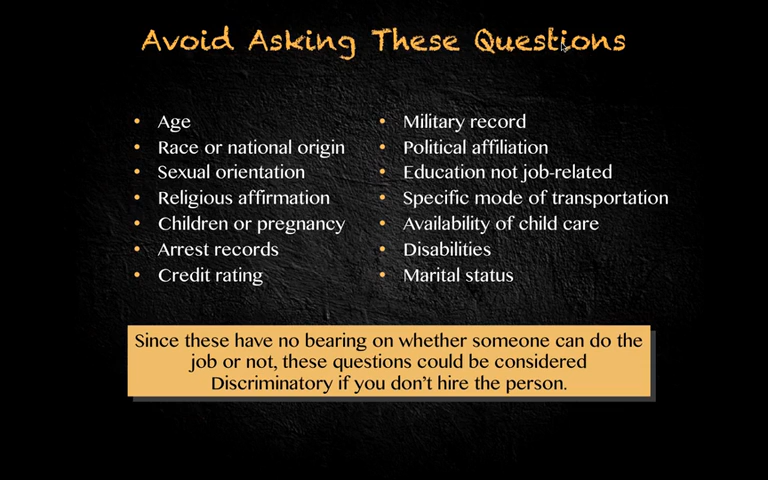 Avoid Asking These Questions
• Age
• Race or national origin
• Sexual orientation
• Religious affirmation
• Children or pregnancy
• Arrest records
• Credit rating
• Military record
• Political affiliation
• Education not job-related
• Specific mode of transportation
• Availability of child care
• Disabilities
• Marital status
Since these have no bearing on whether someone can do the
job or not, these questions could be considered
Discriminatory if you don't hire the person.